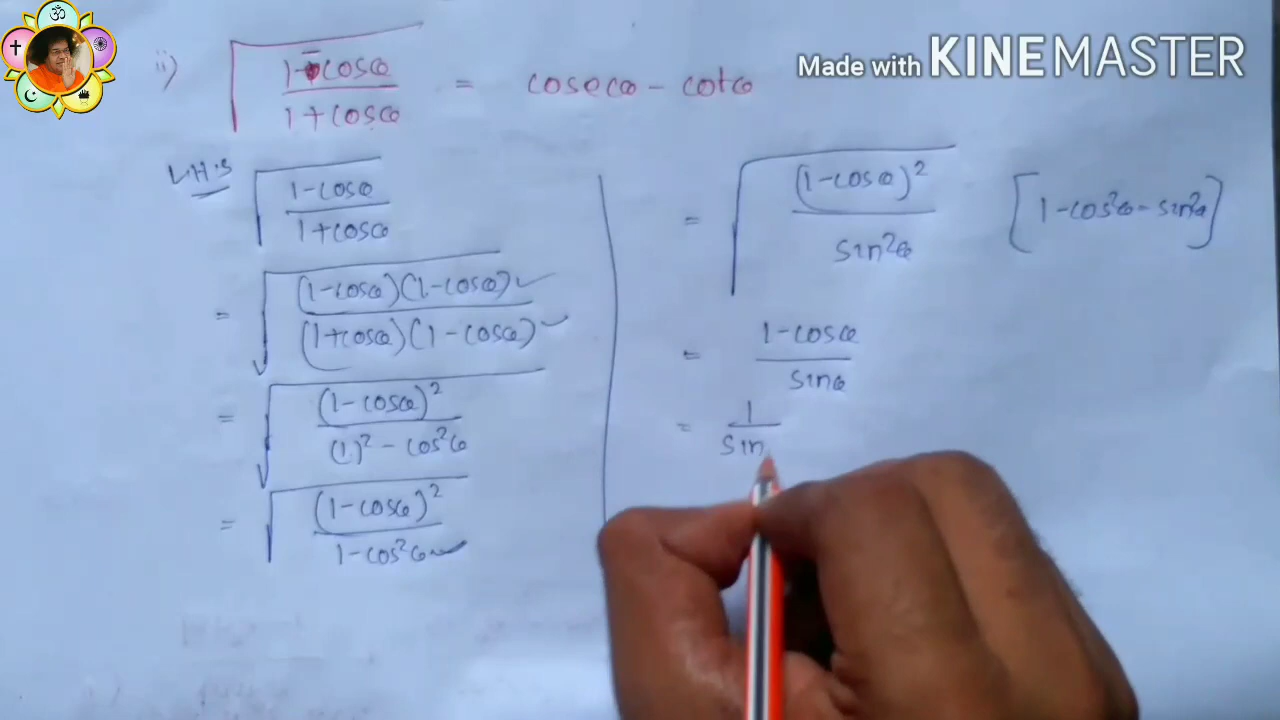 Made with KINEMASTER
ii) √(1-cosθ)/(1+cosθ) = cosecθ - cotθ
L.H.S √(1-cosθ)/(1+cosθ)
= √(1-cosθ)(1-cosθ)/(1+cosθ)(1-cosθ)
= √(1-cosθ)²/(1)² - cos²θ
= √(1-cosθ)²/1-cos²θ
= √(1-cosθ)²/sin²θ [1-cos²θ - sin²θ]
= 1-cosθ/sinθ
= 1/sin